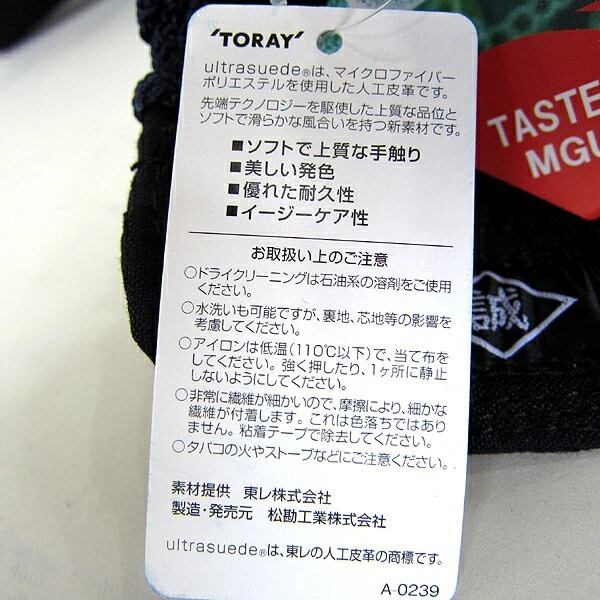 'TORAY'
ultrasuede®は、マイクロファイバー
ポリエステルを使用した人工皮革です。
先端テクノロジーを駆使した上質な品位と
ソフトで滑らかな風合いを持つ新素材です。
■ソフトで上質な手触り
■美しい発色
■優れた耐久性
■イージーケア性
お取扱い上のご注意
○ドライクリーニングは石油系の溶剤をご使用
ください。
○水洗いも可能ですが、裏地、芯地等の影響を
考慮してください。
○アイロンは低温(110℃以下)で、当て布を
してください。強く押したり、1ヶ所に静止
しないようにしてください。
○非常に繊維が細かいので、摩擦により、細かな
繊維が付着します。これは色落ちではあり
ません。粘着テープで除去してください。
○タバコの火やストーブなどにご注意ください。
素材提供 東レ株式会社
製造・発売元 松勘工業株式会社
ultrasuede®は、東レの人工皮革の商標です。
A-0239
TASTE
MGU
誠